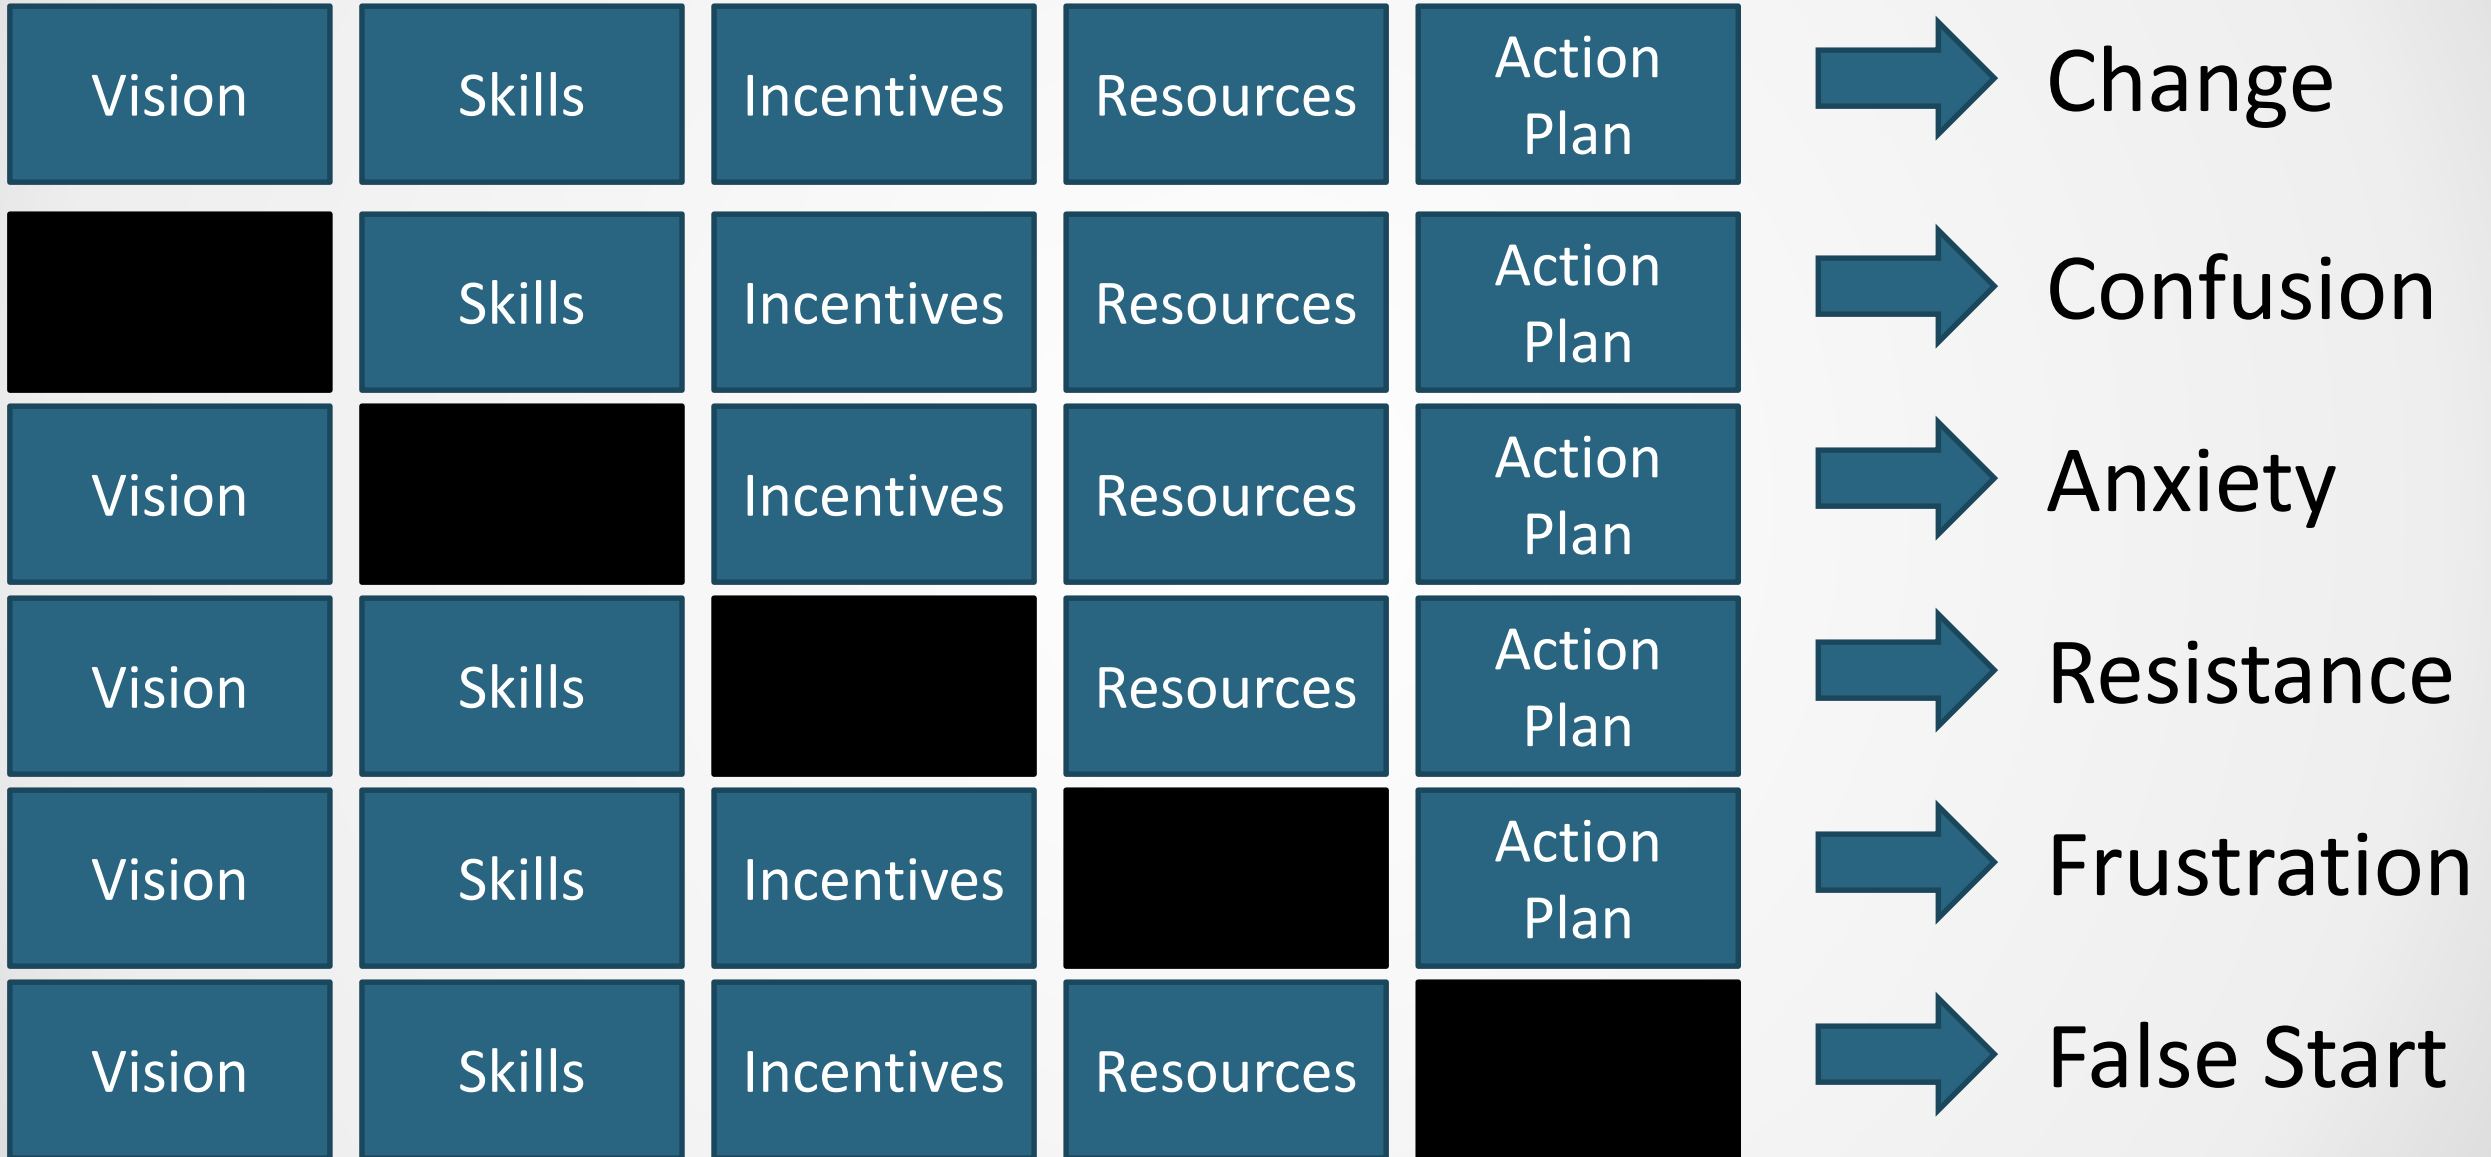 Vision Skills Incentives Resources Action Plan Change
Skills Incentives Resources Action Plan Confusion
Vision Incentives Resources Action Plan Anxiety
Vision Skills Resources Action Plan Resistance
Vision Skills Incentives Action Plan Frustration
Vision Skills Incentives Resources False Start